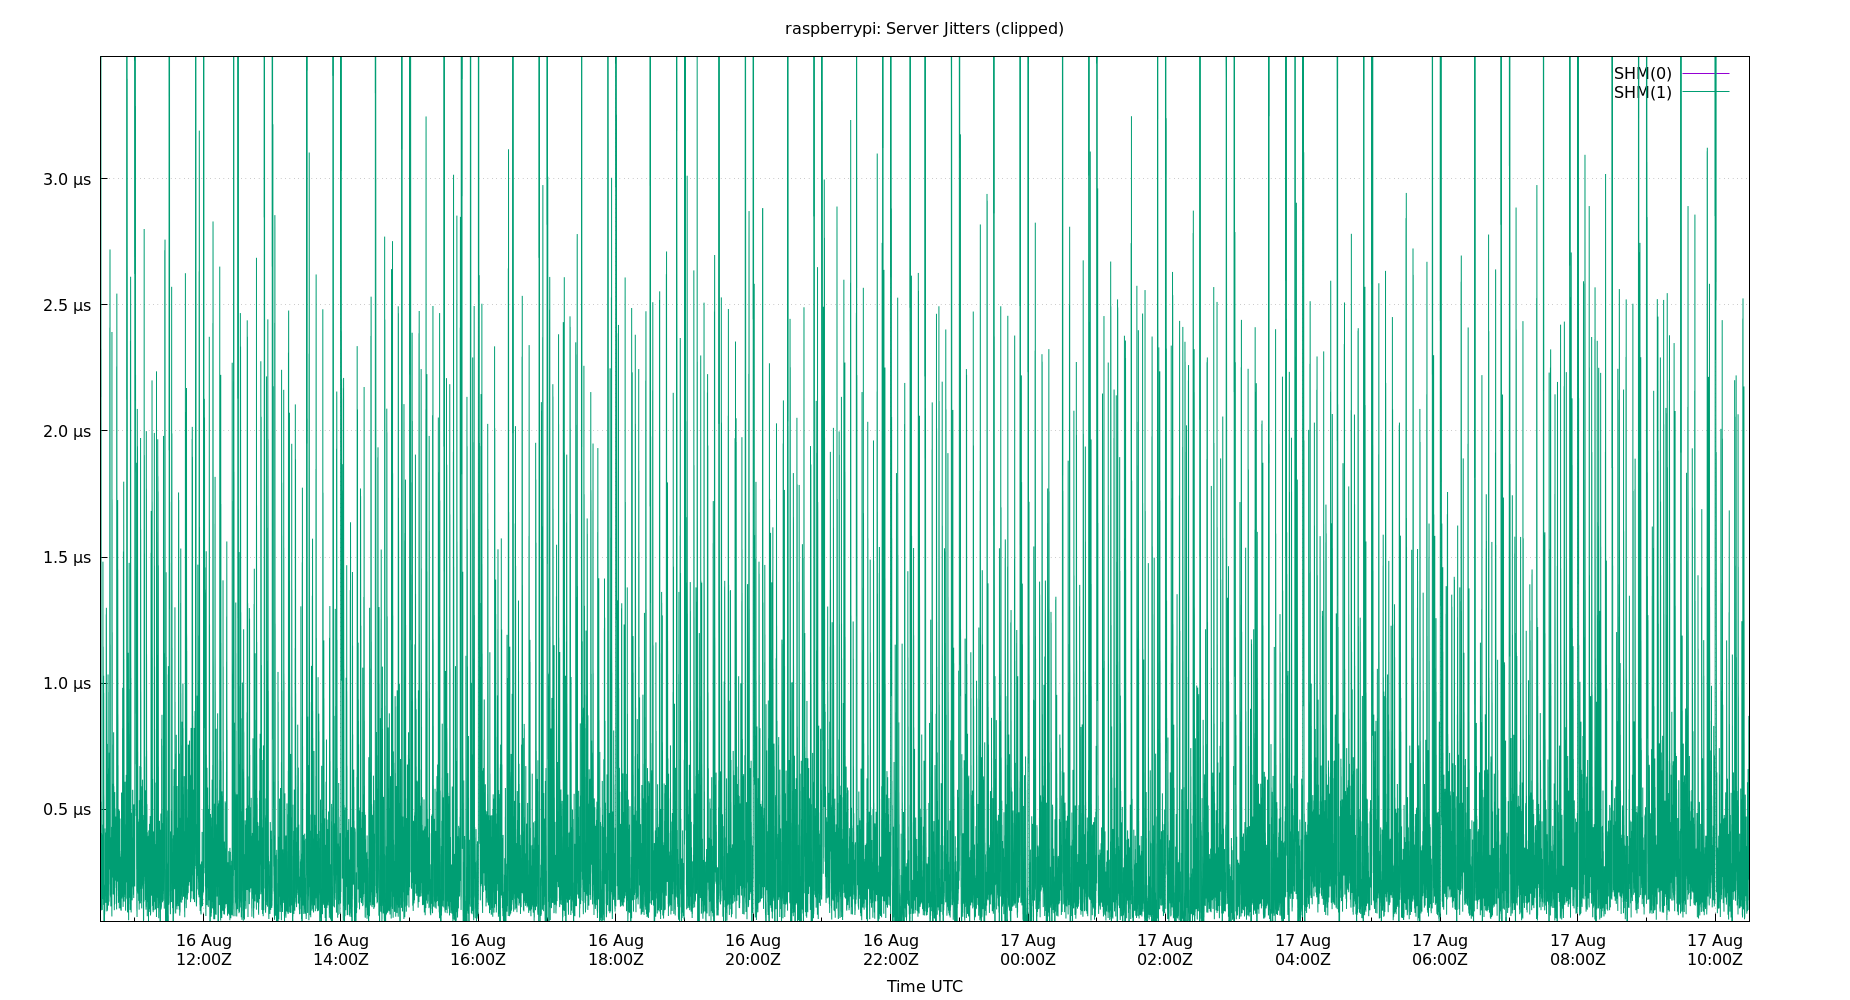 raspberrypi: Server Jitters (clipped)
SHM(0)
SHM(1)
3.0 µs
2.5 µs
2.0 µs
1.5 µs
1.0 µs
0.5 µs
16 Aug 16 Aug 16 Aug 16 Aug 16 Aug 16 Aug 17 Aug 17 Aug 17 Aug 17 Aug 17 Aug 17 Aug
12:00Z 14:00Z 16:00Z 18:00Z 20:00Z 22:00Z 00:00Z 02:00Z 04:00Z 06:00Z 08:00Z 10:00Z
Time UTC